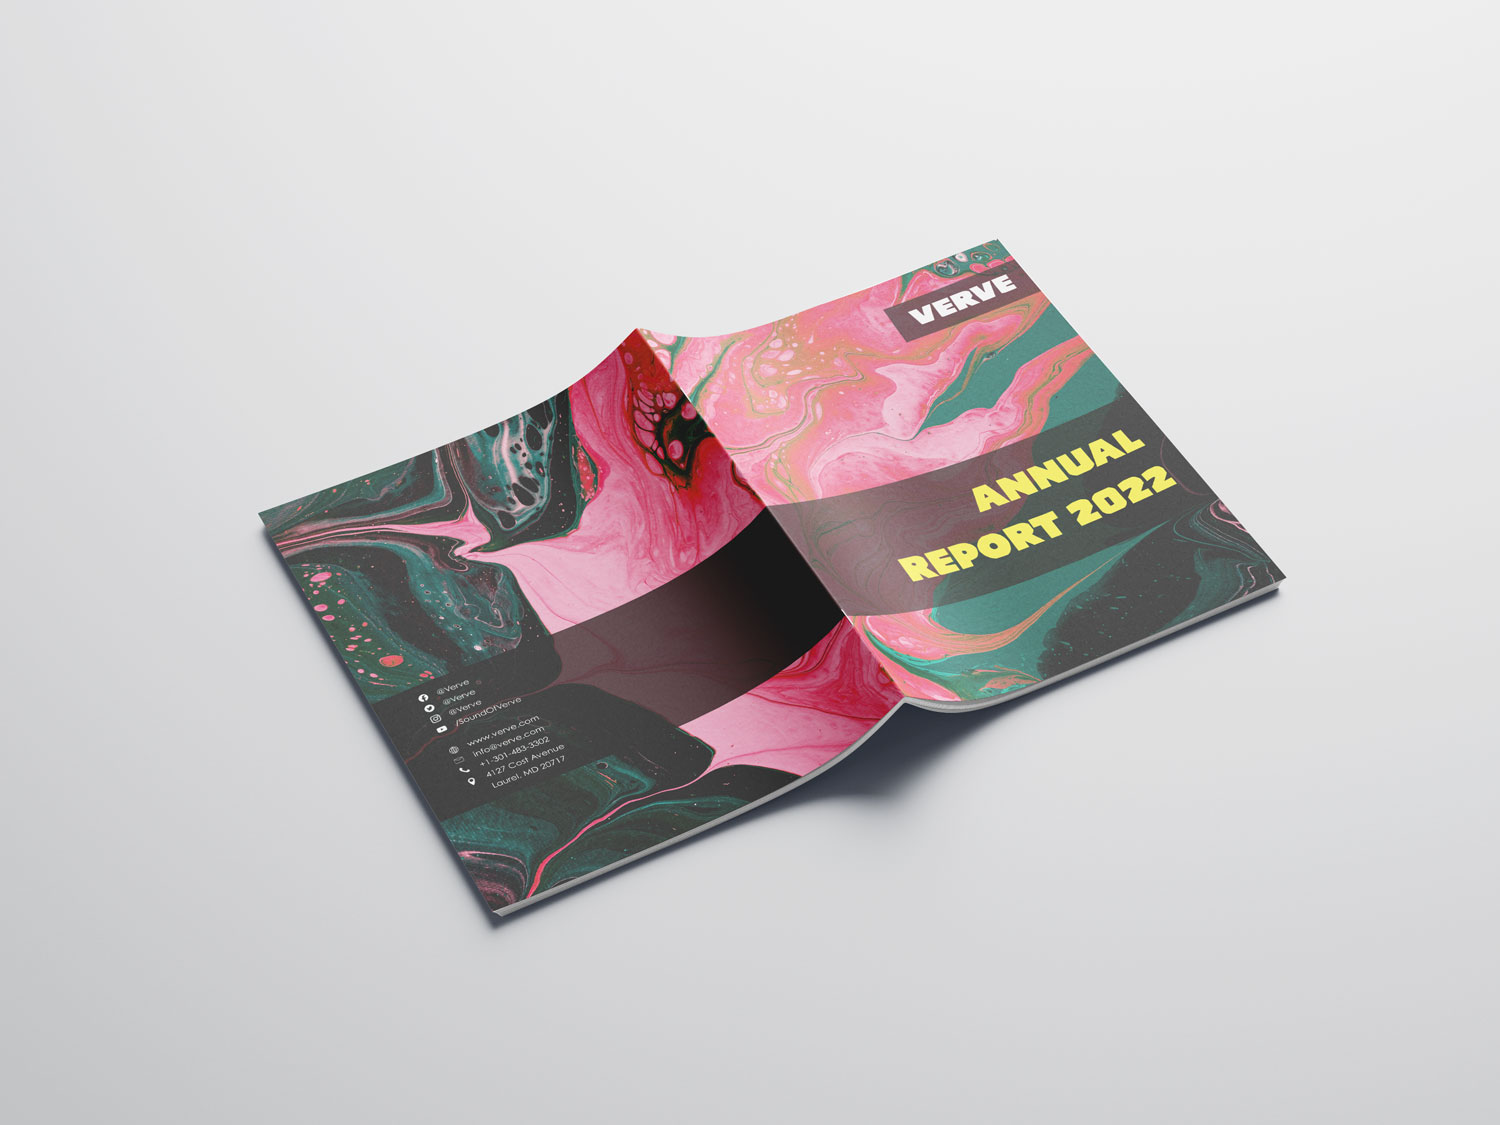 VERVE
ANNUAL
REPORT 2022
@Verve
@Verve
@Verve
/SoundOfVerve
www.verve.com
info@verve.com
+1-301-483-3302
4127 Cost Avenue
Laurel, MD 20717